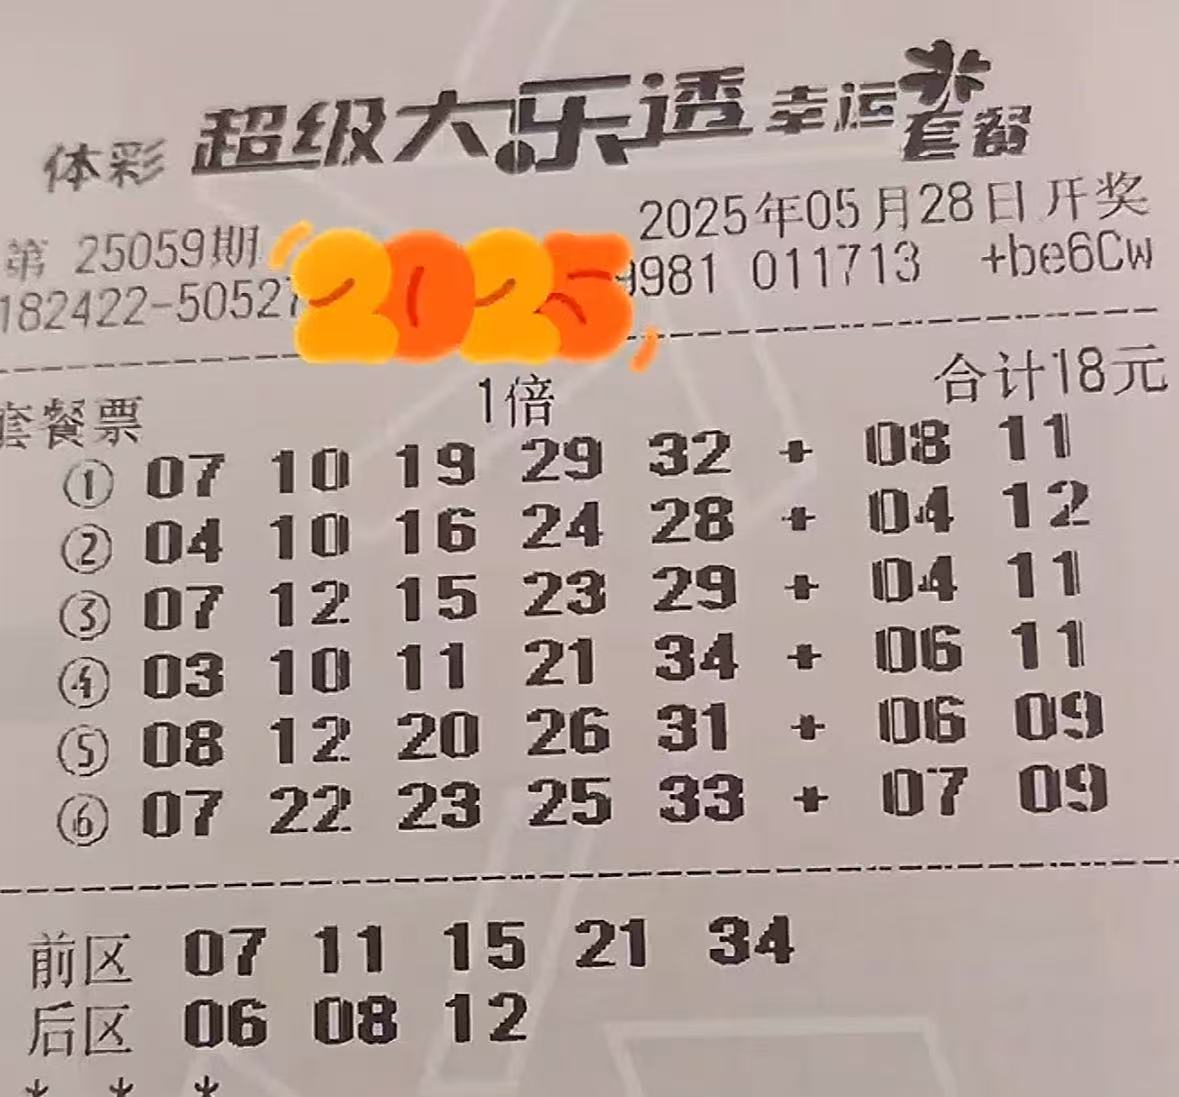 体彩 超级大乐透 幸运套餐
第 25059期 2025年05月28日开奖
182422-50527 2025 9981 011713 +be6Cw
套餐票 1倍 合计18元
① 07 10 19 29 32 + 08 11
② 04 10 16 24 28 + 04 12
③ 07 12 15 23 29 + 04 11
④ 03 10 11 21 34 + 06 11
⑤ 08 12 20 26 31 + 06 09
⑥ 07 22 23 25 33 + 07 09
前区 07 11 15 21 34
后区 06 08 12
* * *